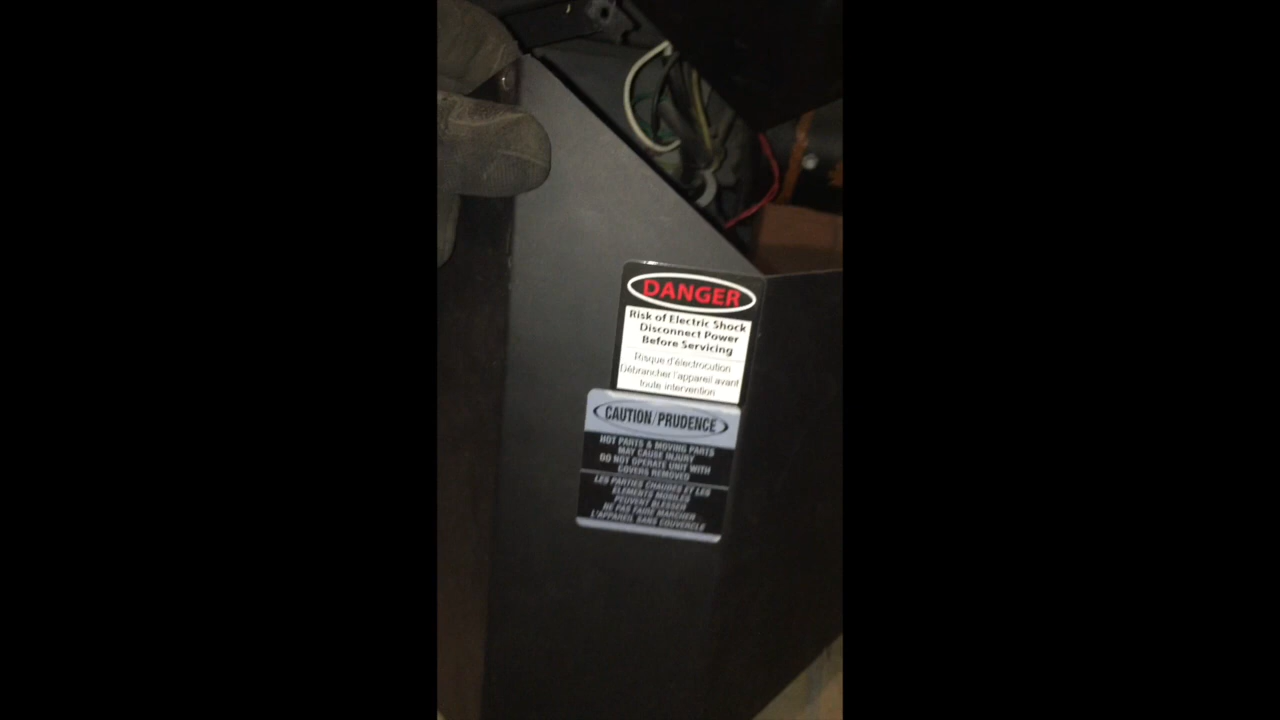 DANGER
Risk of Electric Shock
Disconnect Power
Before Servicing
Risque d'électrocution
Débrancher l'appareil avant
toute intervention
CAUTION/PRUDENCE
HOT PARTS & MOVING PARTS
MAY CAUSE INJURY
DO NOT OPERATE UNIT WITH
COVERS REMOVED
LES PARTIES CHAUDES ET LES
ELEMENTS MOBILES
PEUVENT BLESSER
NE PAS FAIRE MARCHER
L'APPAREIL SANS COUVERCLE